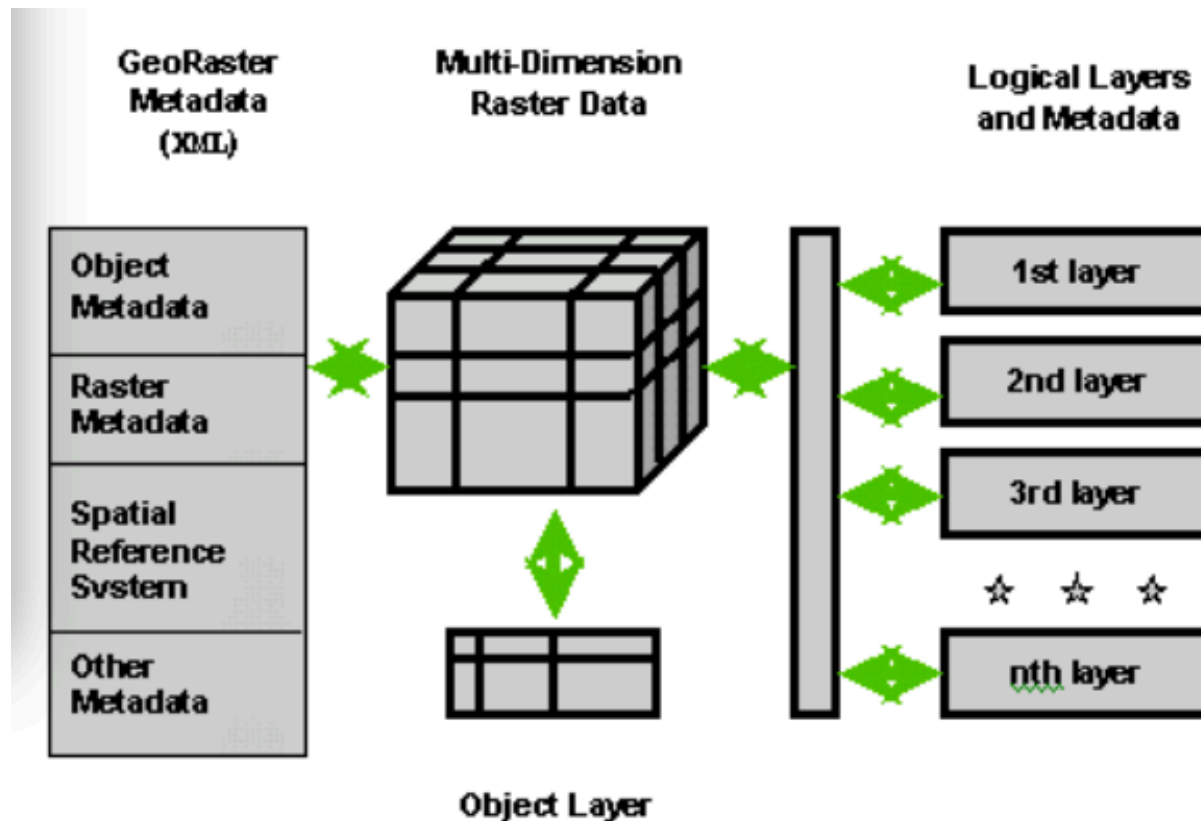 GeoRaster
Metadata
(XML)
Multi-Dimension
Raster Data
Logical Layers
and Metadata
Object
Metadata
Raster
Metadata
Spatial
Reference
System
Other
Metadata
1st layer
2nd layer
3rd layer
nth layer
Object Layer